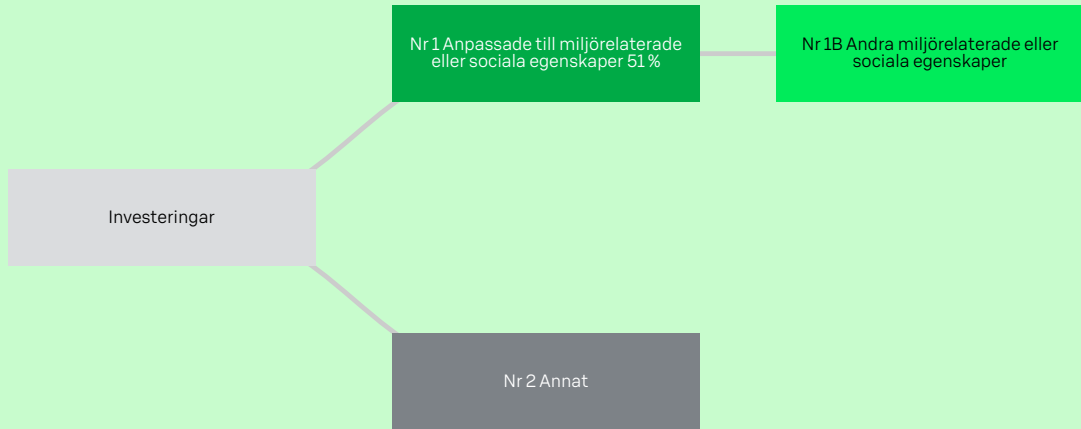 Nr 1 Anpassade till miljörelaterade
eller sociala egenskaper 51 %
Nr 1B Andra miljörelaterade eller
sociala egenskaper
Investeringar
Nr 2 Annat